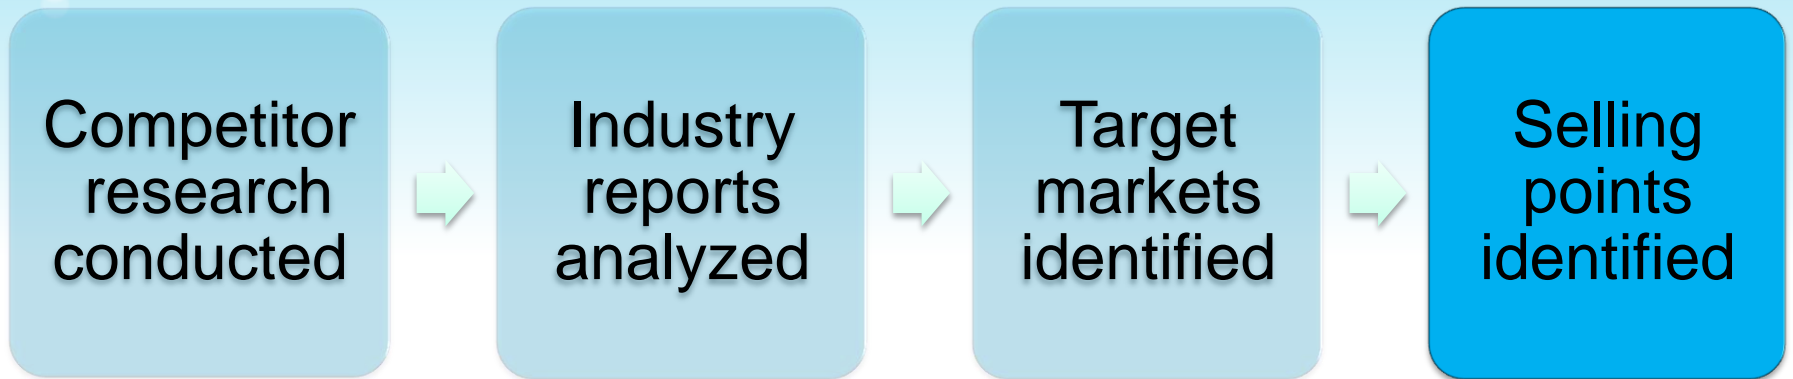 Competitor
research
conducted
Industry
reports
analyzed
Target
markets
identified
Selling
points
identified